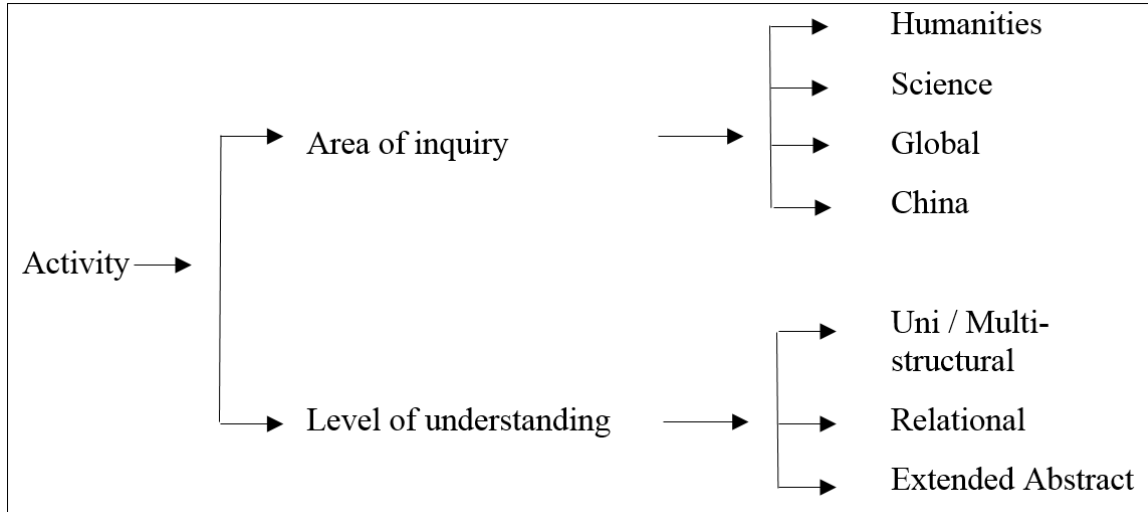 Humanities
Science
Area of inquiry
Global
China
Activity
Uni / Multi-
structural
Level of understanding
Relational
Extended Abstract